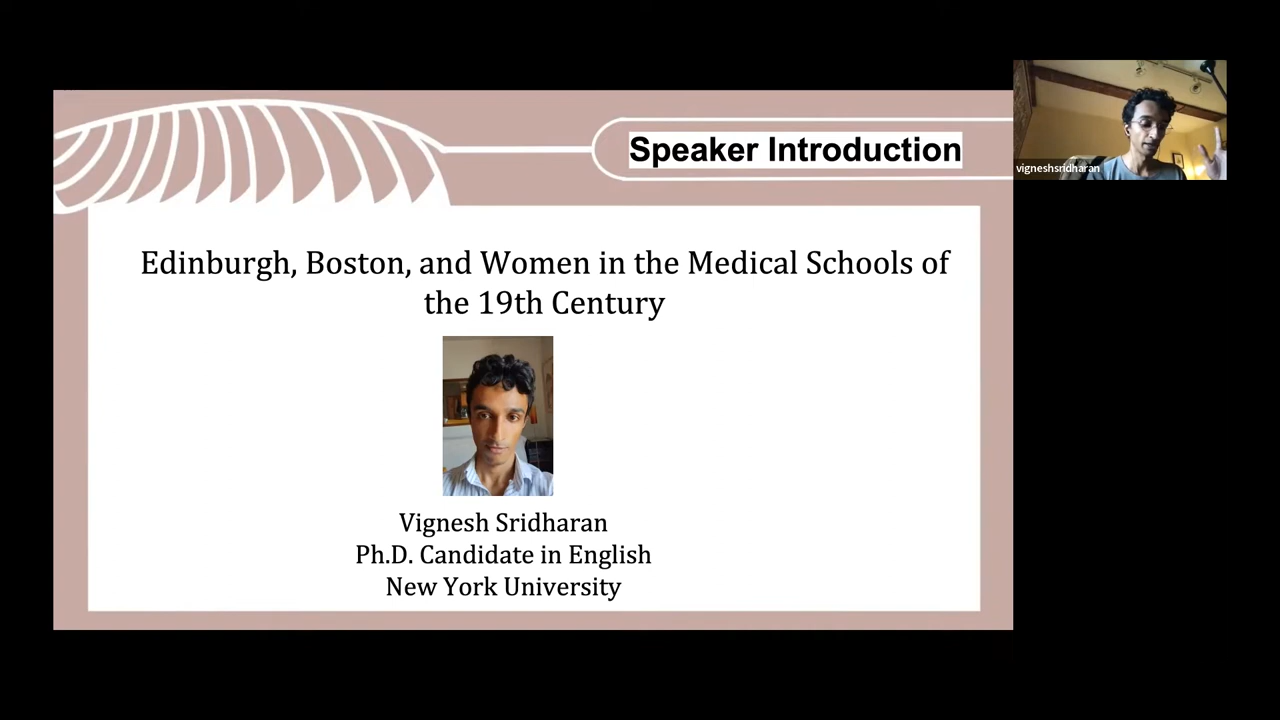 Speaker Introduction
vigneshsridharan
Edinburgh, Boston, and Women in the Medical Schools of
the 19th Century
Vignesh Sridharan
Ph.D. Candidate in English
New York University